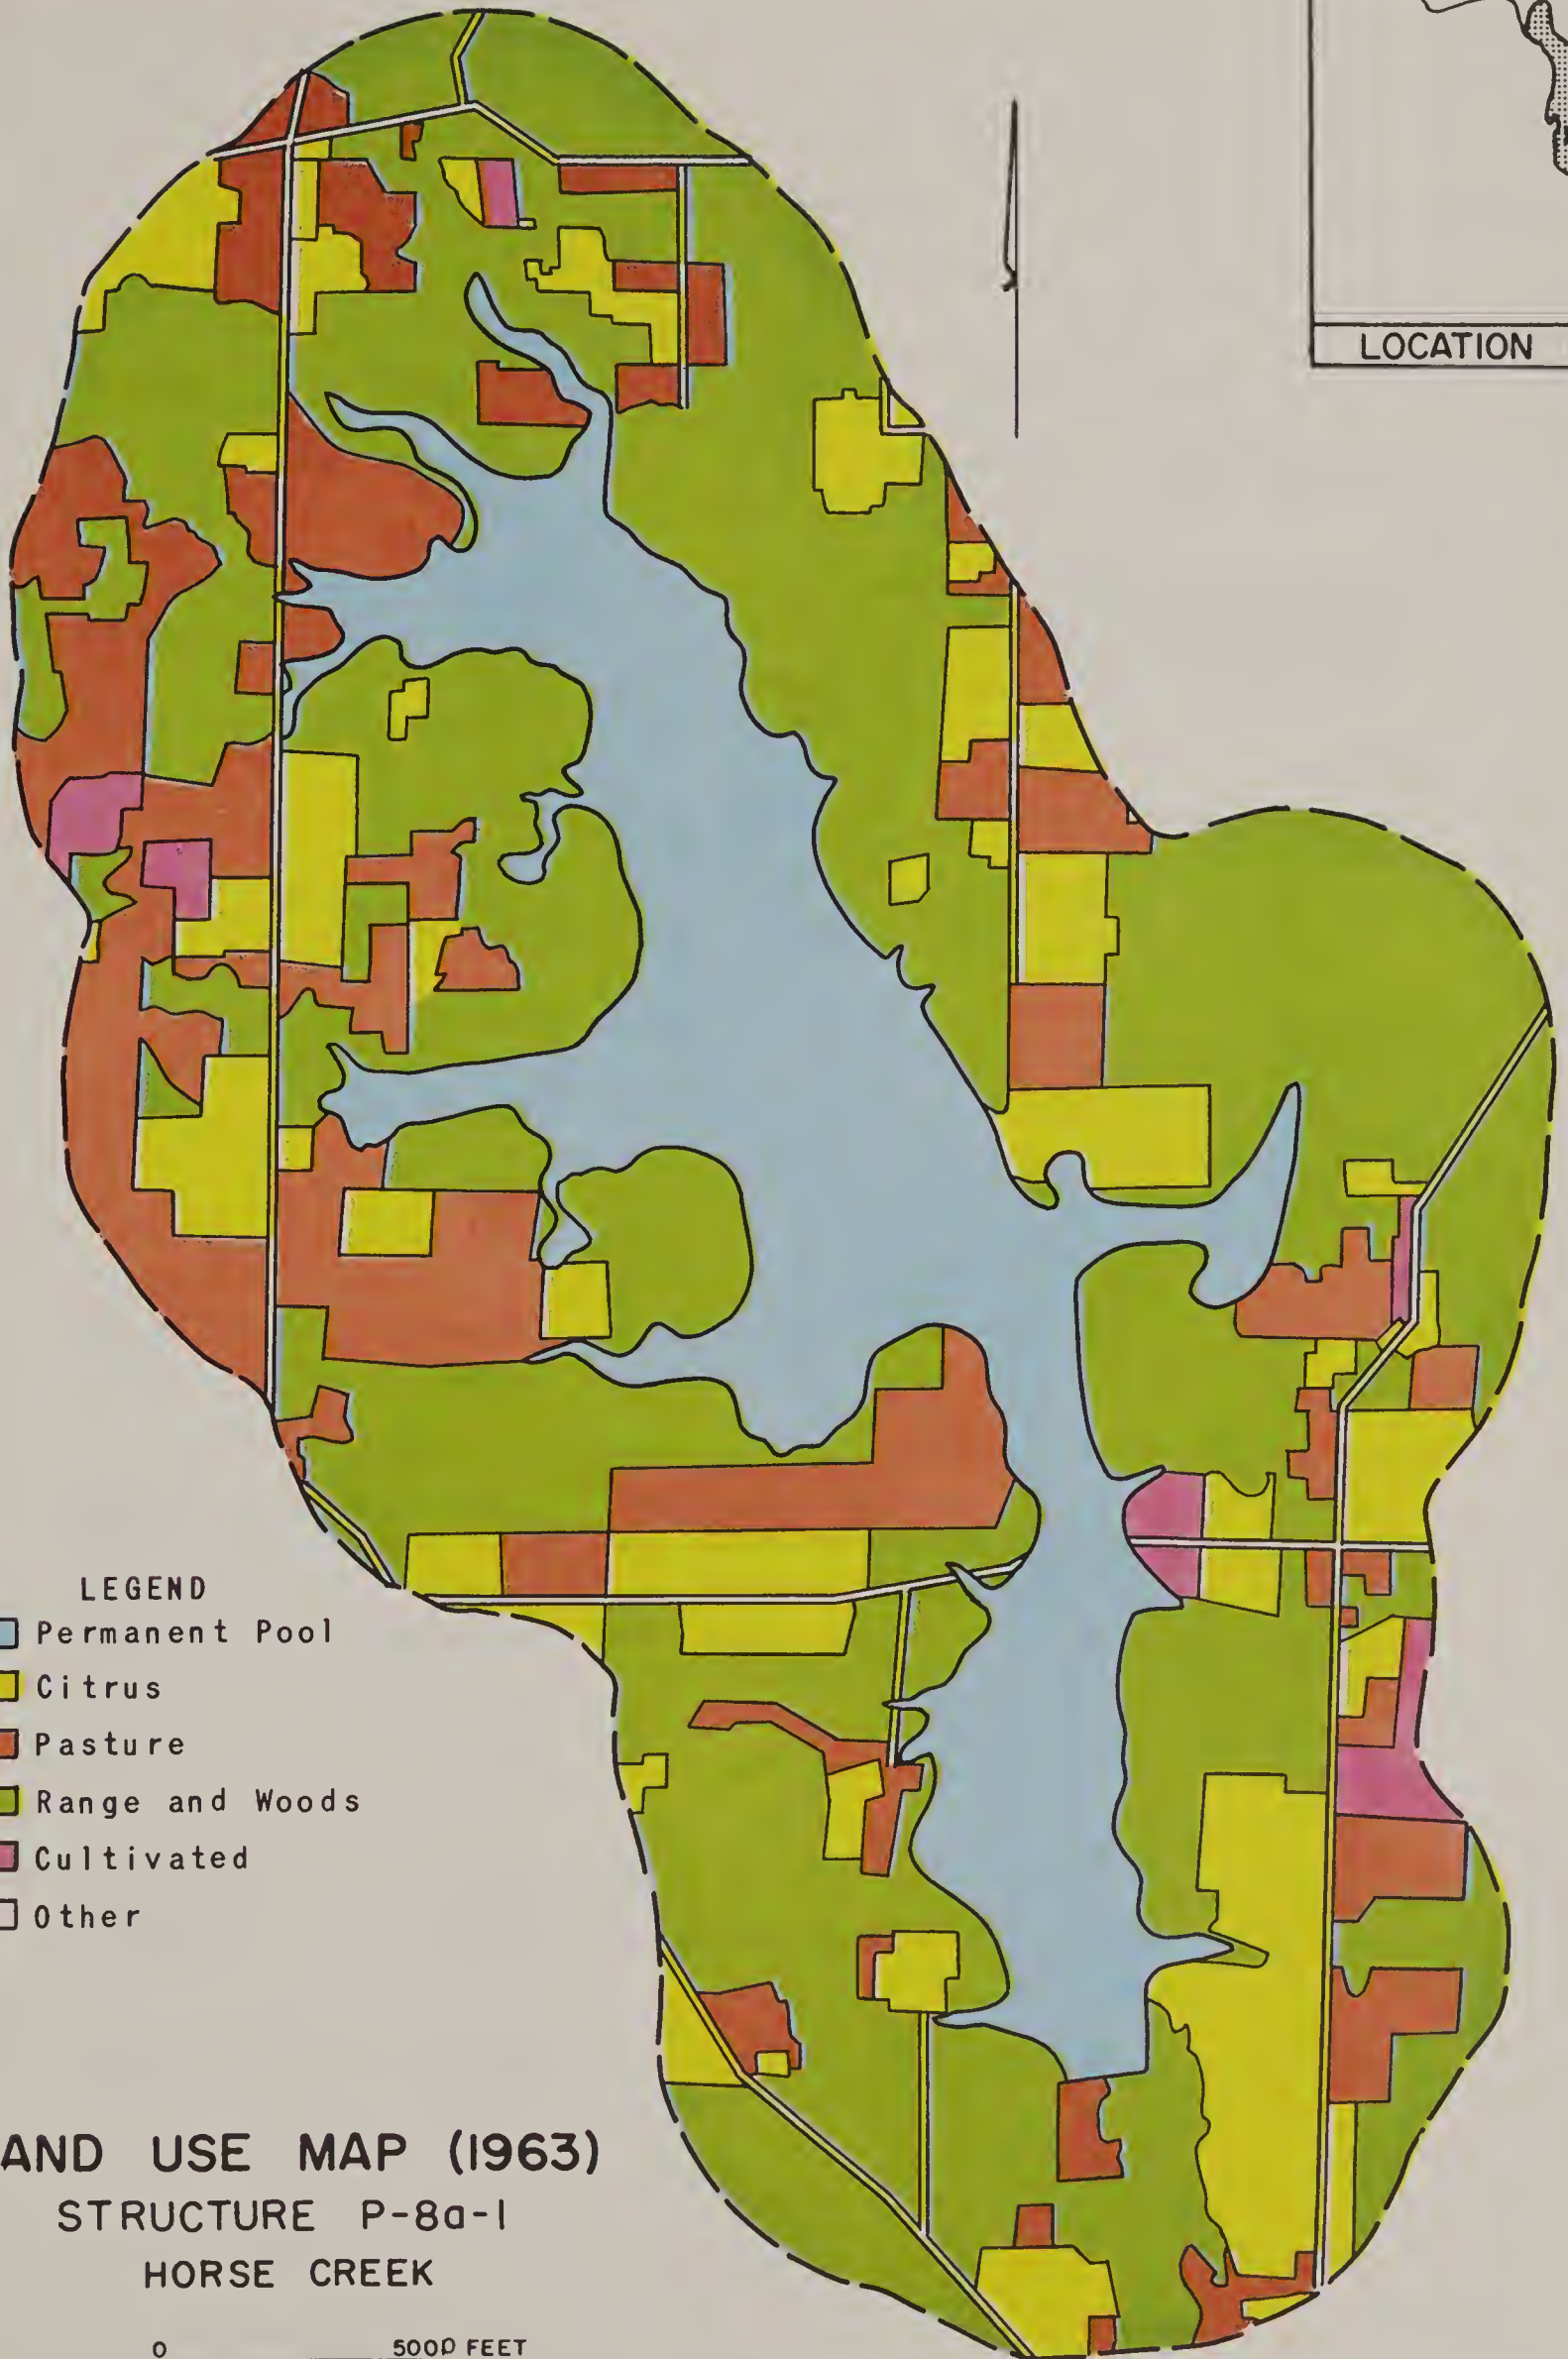 LOCATION
LEGEND
Permanent Pool
Citrus
Pasture
Range and Woods
Cultivated
Other
AND USE MAP (1963)
STRUCTURE P-8a-1
HORSE CREEK
0 5000 FEET